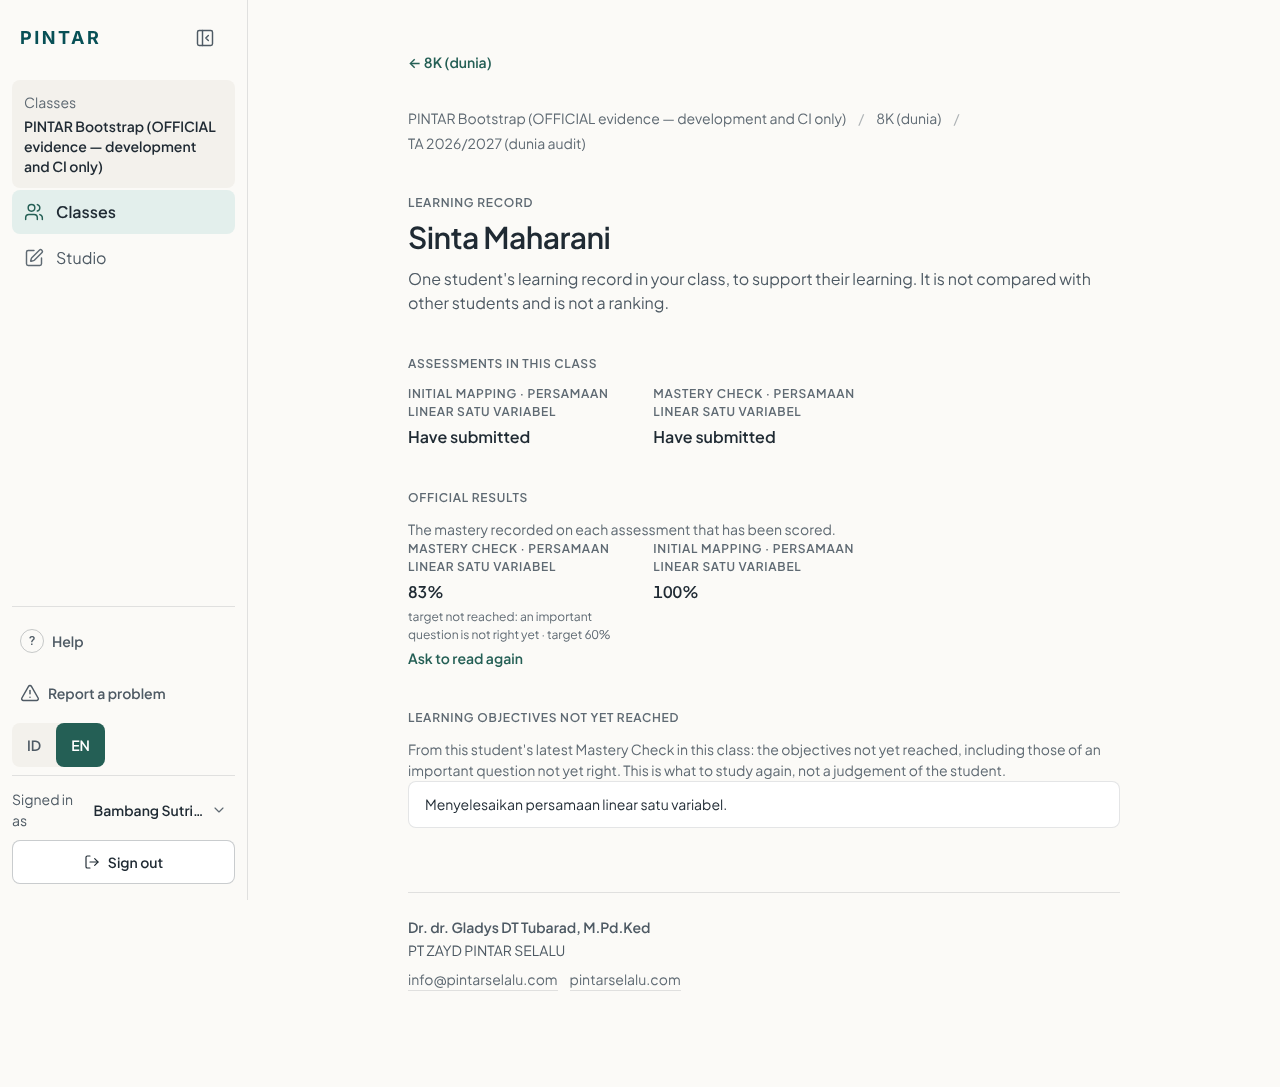 PINTAR
Classes
PINTAR Bootstrap (OFFICIAL
evidence — development
and CI only)
Classes
Studio
? Help
Report a problem
ID EN
Signed in
as
Bambang Sutri...
Sign out
← 8K (dunia)
PINTAR Bootstrap (OFFICIAL evidence — development and CI only) / 8K (dunia) /
TA 2026/2027 (dunia audit)
LEARNING RECORD
Sinta Maharani
One student's learning record in your class, to support their learning. It is not compared with
other students and is not a ranking.
ASSESSMENTS IN THIS CLASS
INITIAL MAPPING · PERSAMAAN
LINEAR SATU VARIABEL
Have submitted
MASTERY CHECK · PERSAMAAN
LINEAR SATU VARIABEL
Have submitted
OFFICIAL RESULTS
The mastery recorded on each assessment that has been scored.
MASTERY CHECK · PERSAMAAN
LINEAR SATU VARIABEL
83%
target not reached: an important
question is not right yet · target 60%
Ask to read again
INITIAL MAPPING · PERSAMAAN
LINEAR SATU VARIABEL
100%
LEARNING OBJECTIVES NOT YET REACHED
From this student's latest Mastery Check in this class: the objectives not yet reached, including those of an
important question not yet right. This is what to study again, not a judgement of the student.
Menyelesaikan persamaan linear satu variabel.
Dr. dr. Gladys DT Tubarad, M.Pd.Ked
PT ZAYD PINTAR SELALU
info@pintarselalu.com pintarselalu.com